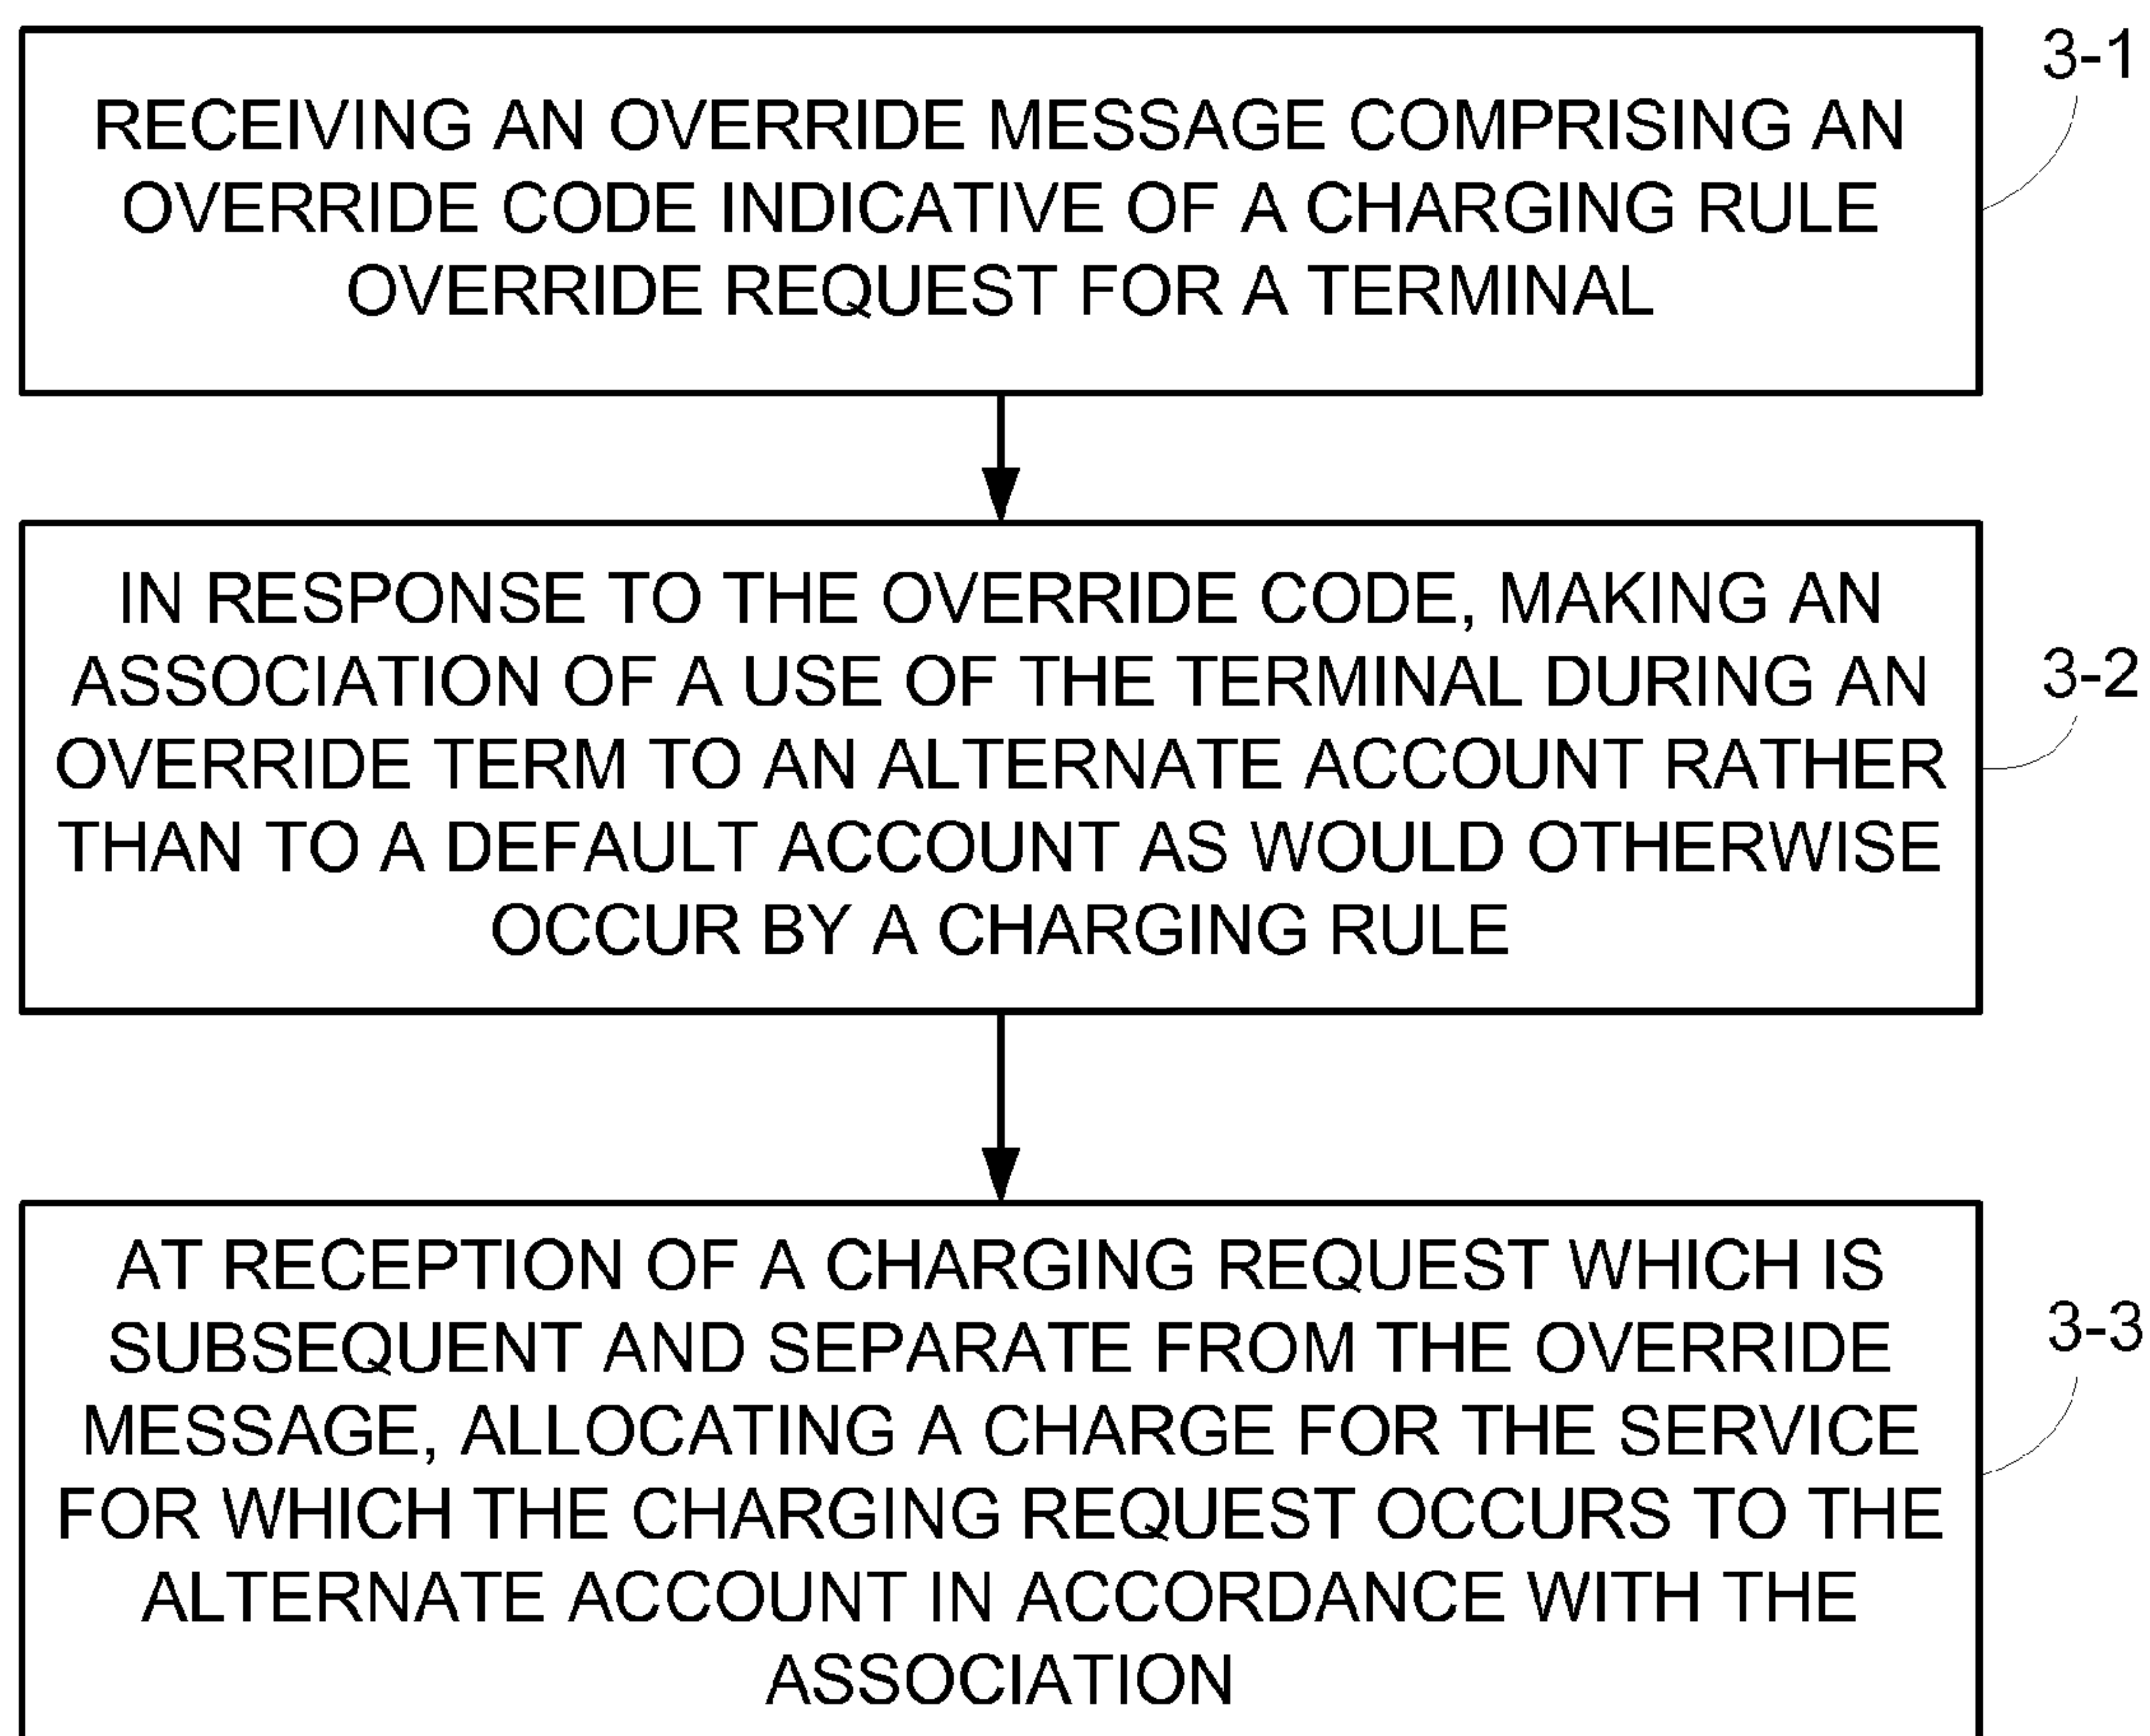 3-1
RECEIVING AN OVERRIDE MESSAGE COMPRISING AN
OVERRIDE CODE INDICATIVE OF A CHARGING RULE
OVERRIDE REQUEST FOR A TERMINAL
IN RESPONSE TO THE OVERRIDE CODE, MAKING AN
ASSOCIATION OF A USE OF THE TERMINAL DURING AN
3-2
OVERRIDE TERM TO AN ALTERNATE ACCOUNT RATHER
THAN TO A DEFAULT ACCOUNT AS WOULD OTHERWISE
OCCUR BY A CHARGING RULE
AT RECEPTION OF A CHARGING REQUEST WHICH IS
SUBSEQUENT AND SEPARATE FROM THE OVERRIDE
3-3
MESSAGE, ALLOCATING A CHARGE FOR THE SERVICE
FOR WHICH THE CHARGING REQUEST OCCURS TO THE
ALTERNATE ACCOUNT IN ACCORDANCE WITH THE
ASSOCIATION